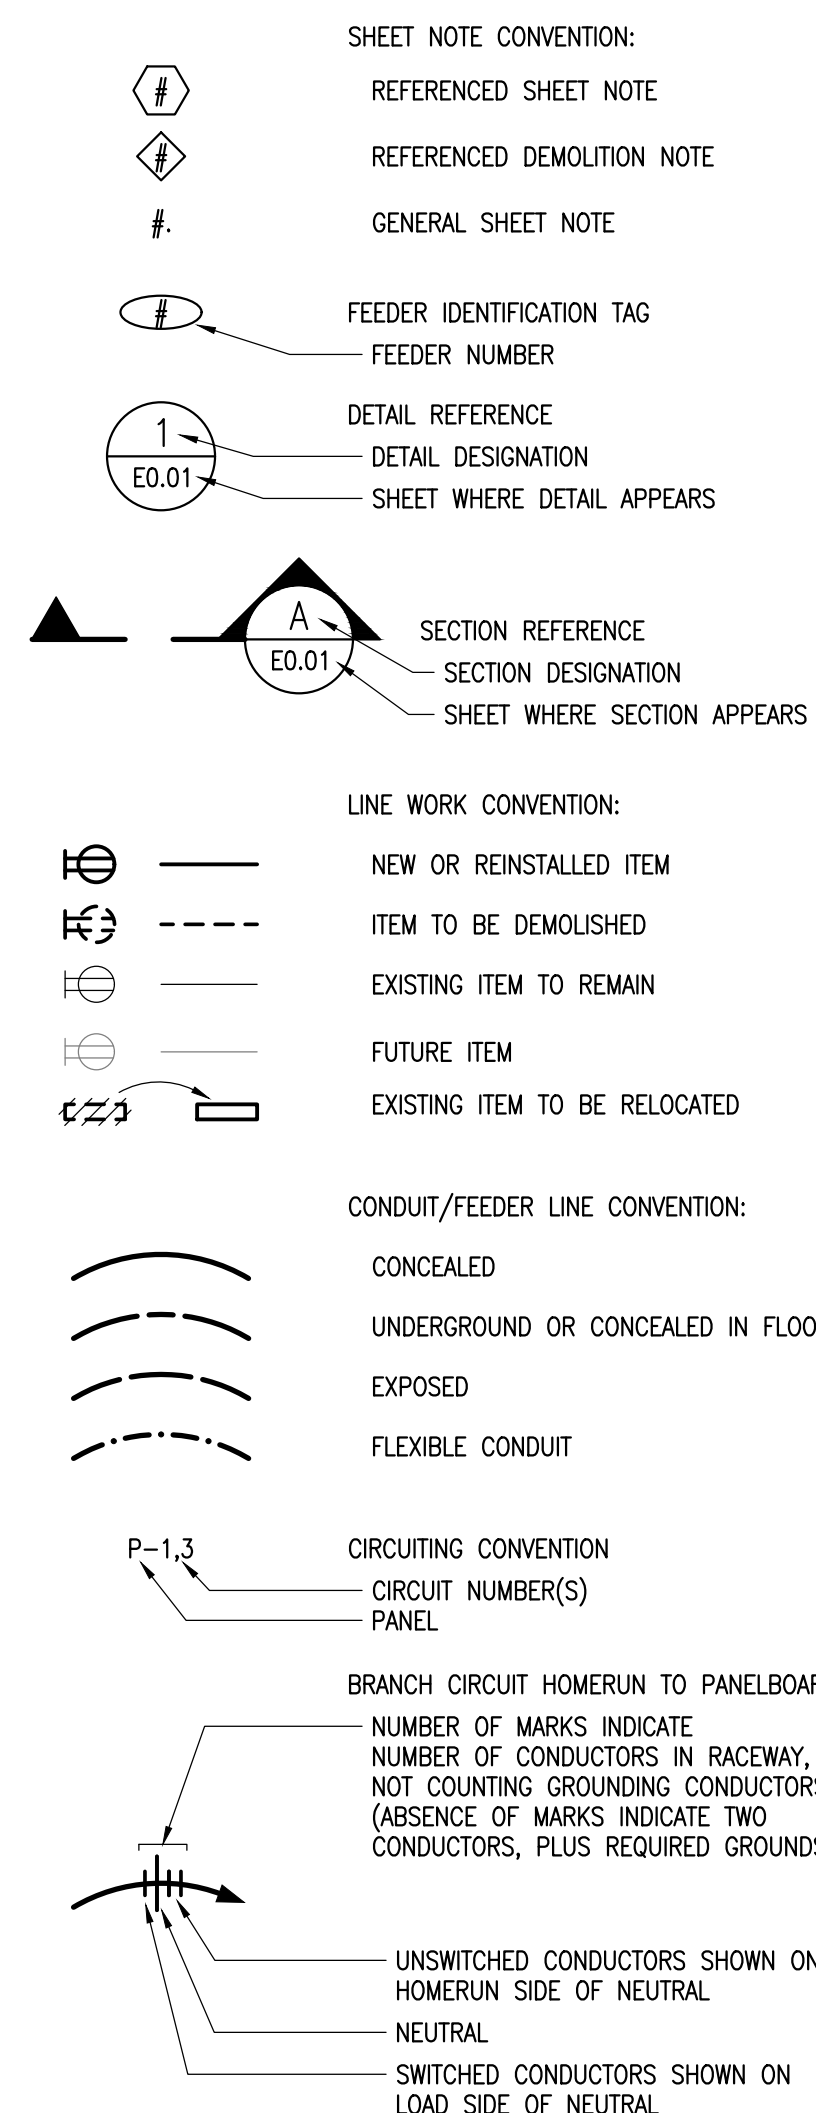 SHEET NOTE CONVENTION:
# REFERENCED SHEET NOTE
# REFERENCED DEMOLITION NOTE
#. GENERAL SHEET NOTE
# FEEDER IDENTIFICATION TAG
FEEDER NUMBER
DETAIL REFERENCE
1 DETAIL DESIGNATION
E0.01 SHEET WHERE DETAIL APPEARS
A SECTION REFERENCE
E0.01 SECTION DESIGNATION
SHEET WHERE SECTION APPEARS
LINE WORK CONVENTION:
NEW OR REINSTALLED ITEM
ITEM TO BE DEMOLISHED
EXISTING ITEM TO REMAIN
FUTURE ITEM
EXISTING ITEM TO BE RELOCATED
CONDUIT/FEEDER LINE CONVENTION:
CONCEALED
UNDERGROUND OR CONCEALED IN FLOO
EXPOSED
FLEXIBLE CONDUIT
P-1,3 CIRCUITING CONVENTION
CIRCUIT NUMBER(S)
PANEL
BRANCH CIRCUIT HOMERUN TO PANELBOAR
NUMBER OF MARKS INDICATE
NUMBER OF CONDUCTORS IN RACEWAY,
NOT COUNTING GROUNDING CONDUCTORS
(ABSENCE OF MARKS INDICATE TWO
CONDUCTORS, PLUS REQUIRED GROUNDS
UNSWITCHED CONDUCTORS SHOWN ON
HOMERUN SIDE OF NEUTRAL
NEUTRAL
SWITCHED CONDUCTORS SHOWN ON
LOAD SIDE OF NEUTRAL